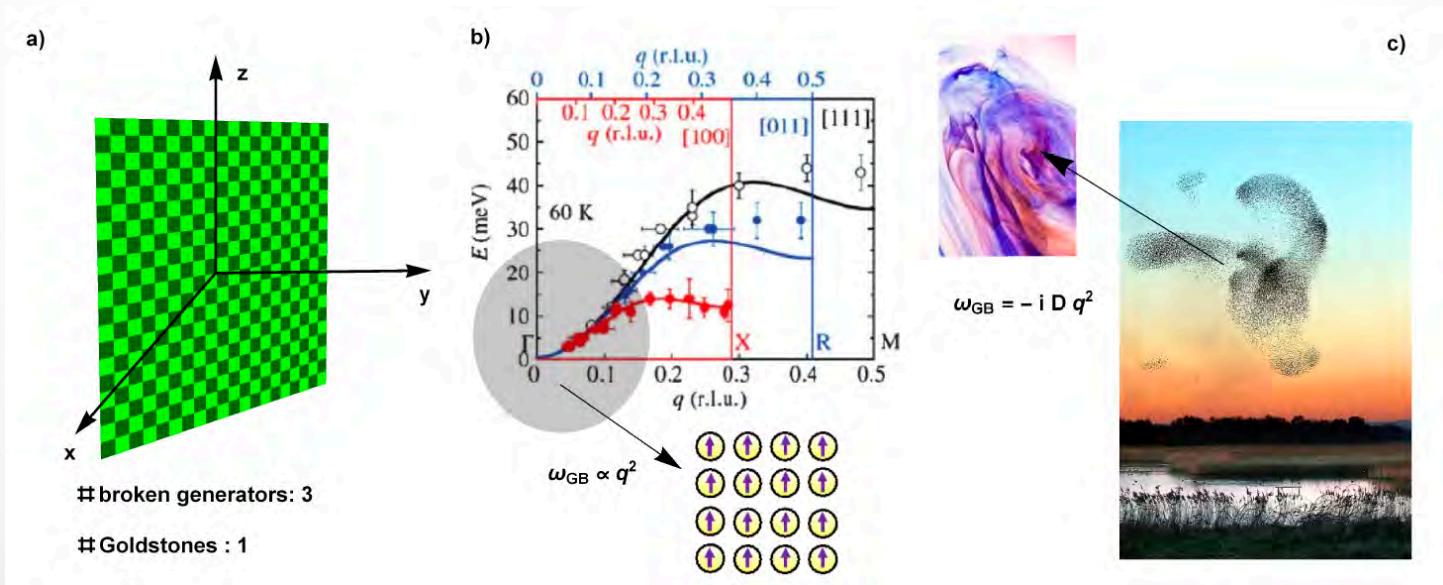 a)
z
y
x
# broken generators: 3
# Goldstones : 1
b)
q (r.l.u.)
0 0.1 0.2 0.3 0.4 0.5
60
50
40
30
20
10
0
E (meV)
0.1 0.2 0.3 0.4
q (r.l.u.)
[100]
[011]
[111]
60 K
Γ
X
R
M
0 0.1 0.2 0.3 0.4 0.5
q (r.l.u.)
ω_GB ∝ q²
c)
ω_GB = - i D q²